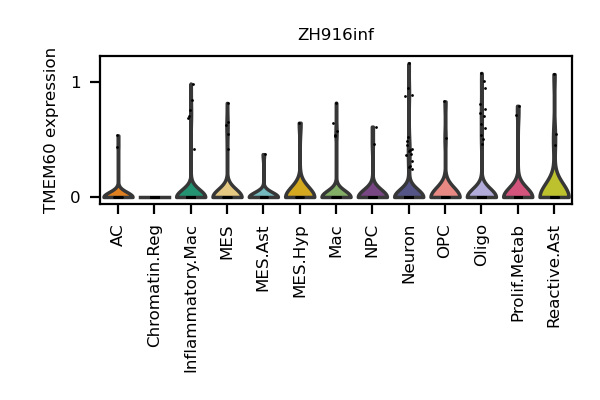 ZH916inf
TMEM60 expression
1
0
AC
Chromatin.Reg
Inflammatory.Mac
MES
MES.Ast
MES.Hyp
Mac
NPC
Neuron
OPC
Oligo
Prolif.Metab
Reactive.Ast